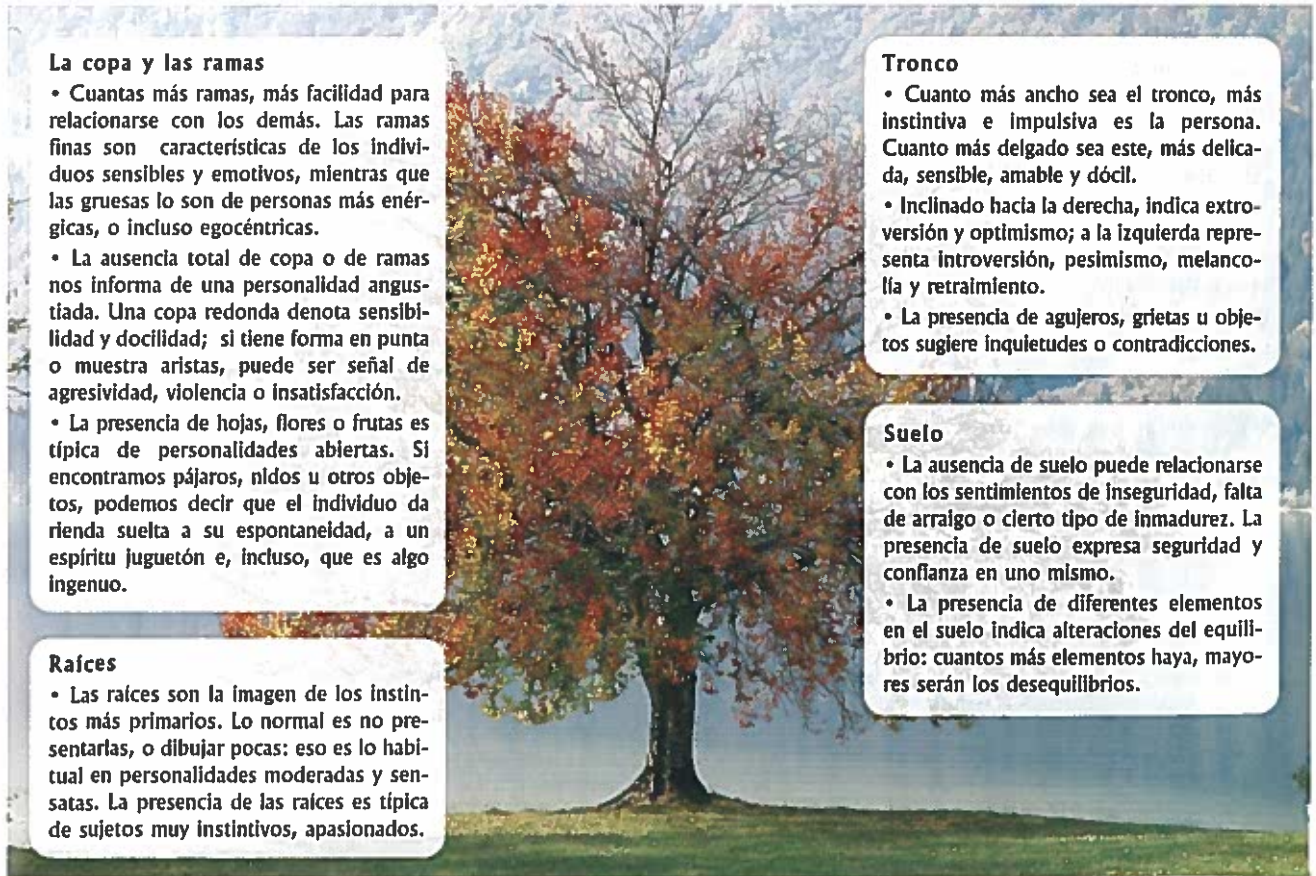 La copa y las ramas
• Cuantas más ramas, más facilidad para
relacionarse con los demás. Las ramas
finas son características de los indivi-
duos sensibles y emotivos, mientras que
las gruesas lo son de personas más enér-
gicas, o incluso egocéntricas.
• La ausencia total de copa o de ramas
nos informa de una personalidad angus-
tiada. Una copa redonda denota sensibi-
lidad y docilidad; si tiene forma en punta
o muestra aristas, puede ser señal de
agresividad, violencia o insatisfacción.
• La presencia de hojas, flores o frutas es
típica de personalidades abiertas. Si
encontramos pájaros, nidos u otros obje-
tos, podemos decir que el individuo da
rienda suelta a su espontaneidad, a un
espíritu juguetón e, incluso, que es algo
ingenuo.
Raíces
• Las raíces son la imagen de los instin-
tos más primarios. Lo normal es no pre-
sentarlas, o dibujar pocas: eso es lo habi-
tual en personalidades moderadas y sen-
satas. La presencia de las raíces es típica
de sujetos muy instintivos, apasionados.
Tronco
• Cuanto más ancho sea el tronco, más
instintiva e impulsiva es la persona.
Cuanto más delgado sea este, más delica-
da, sensible, amable y dócil.
• Inclinado hacia la derecha, indica extro-
versión y optimismo; a la izquierda repre-
senta introversión, pesimismo, melanco-
lía y retraimiento.
• La presencia de agujeros, grietas u obje-
tos sugiere inquietudes o contradicciones.
Suelo
• La ausencia de suelo puede relacionarse
con los sentimientos de inseguridad, falta
de arraigo o cierto tipo de inmadurez. La
presencia de suelo expresa seguridad y
confianza en uno mismo.
• La presencia de diferentes elementos
en el suelo indica alteraciones del equili-
brio: cuantos más elementos haya, mayo-
res serán los desequilibrios.